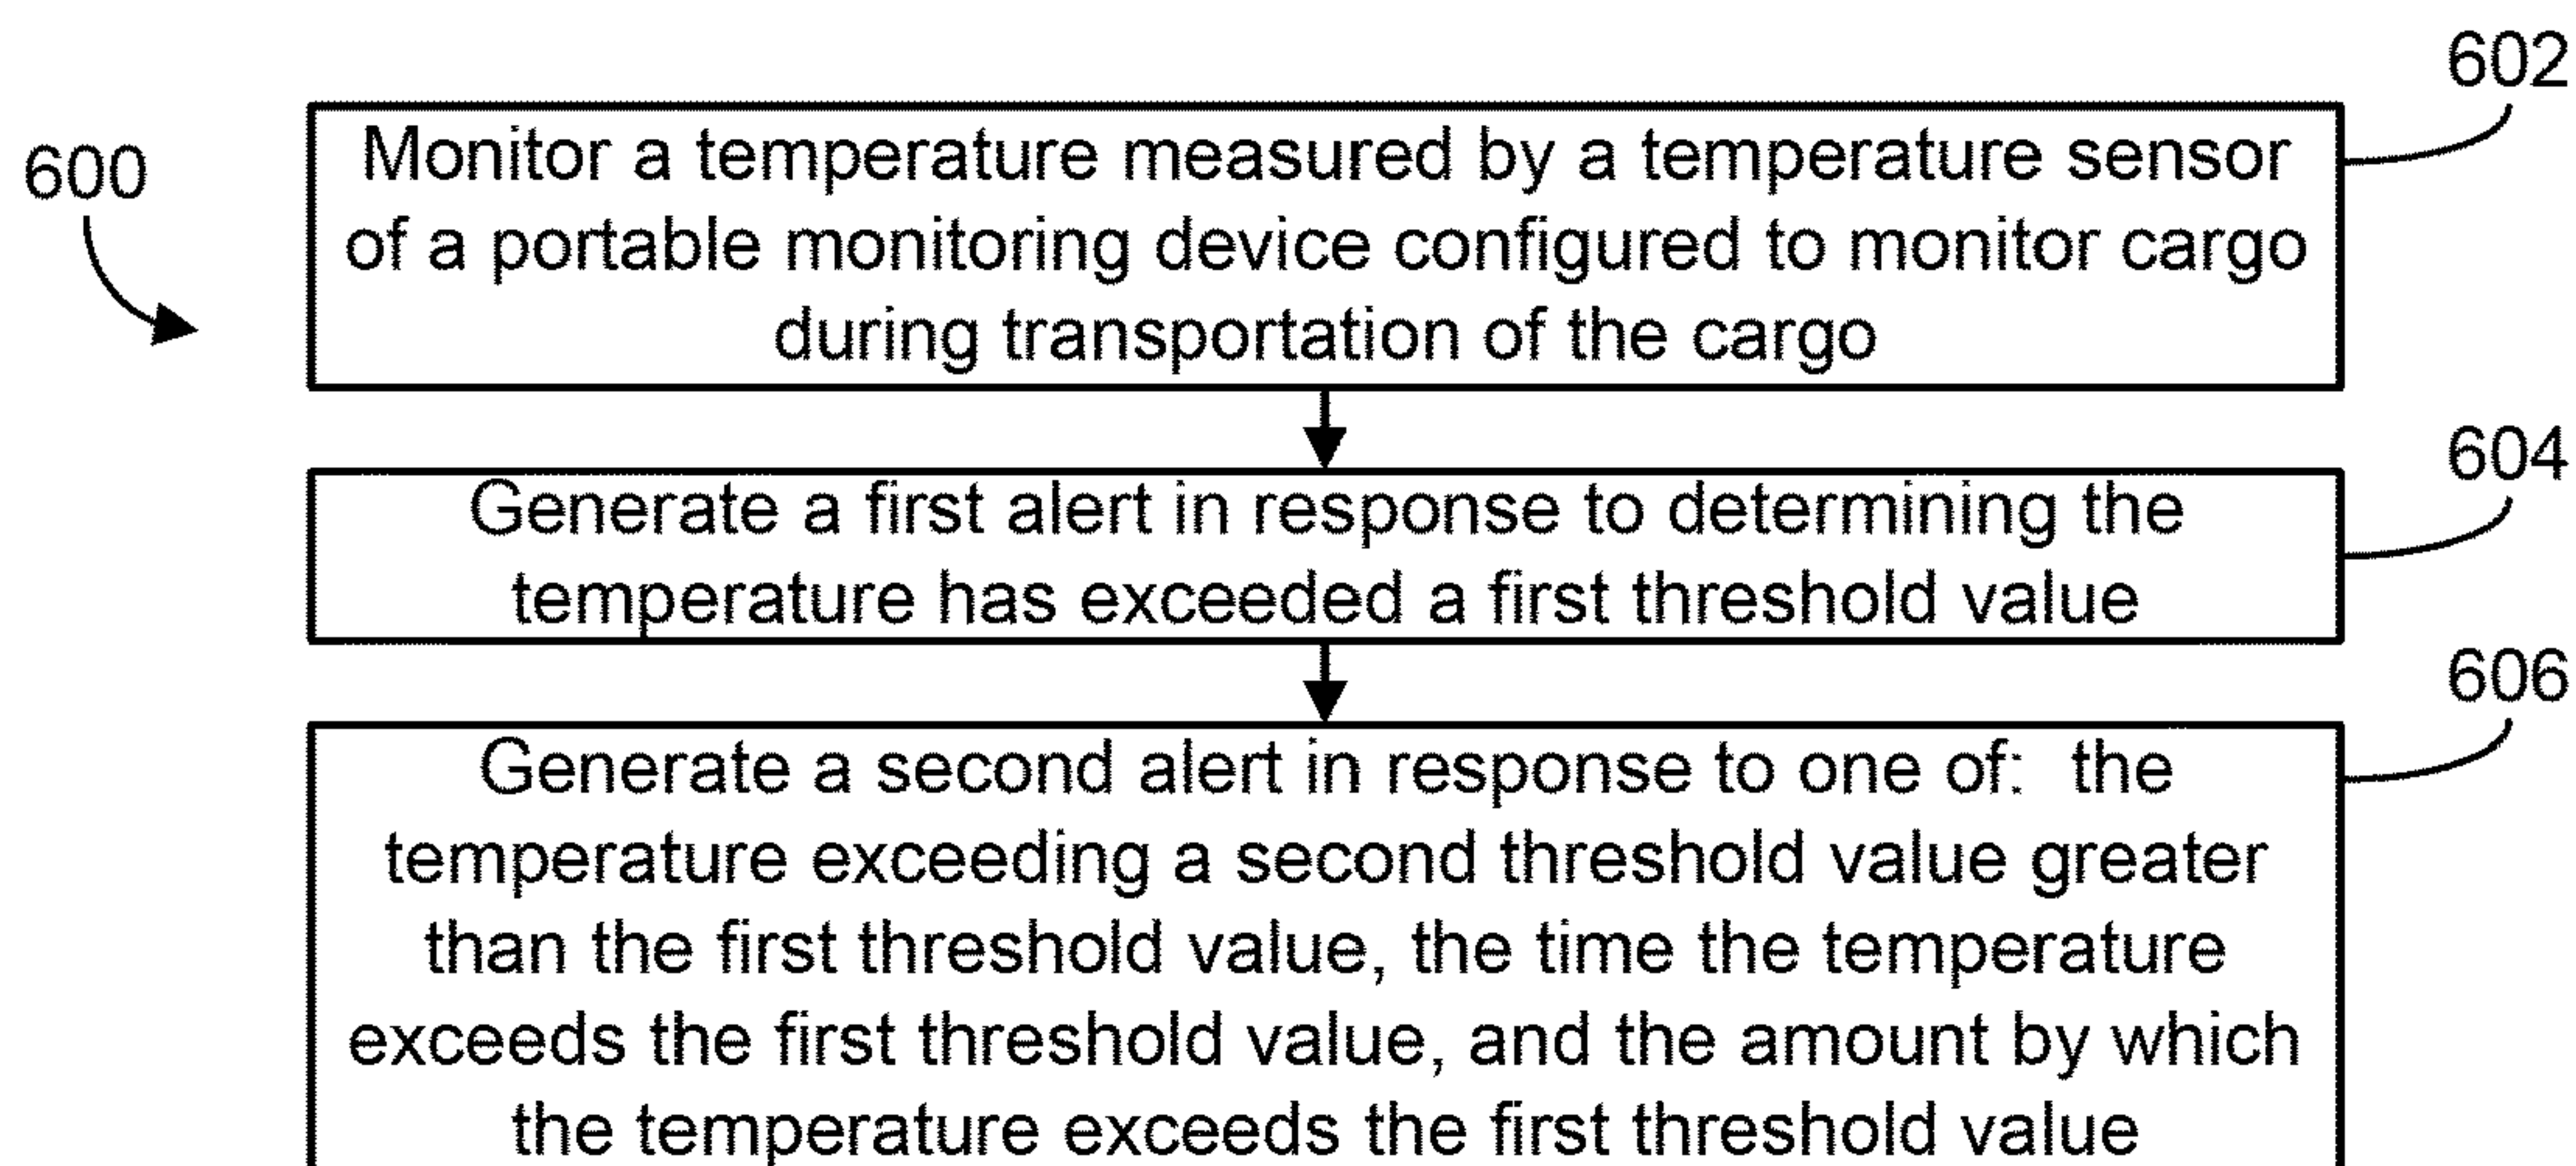 602
600
Monitor a temperature measured by a temperature sensor
of a portable monitoring device configured to monitor cargo
during transportation of the cargo
604
Generate a first alert in response to determining the
temperature has exceeded a first threshold value
606
Generate a second alert in response to one of:  the
temperature exceeding a second threshold value greater
than the first threshold value, the time the temperature
exceeds the first threshold value, and the amount by which
the temperature exceeds the first threshold value